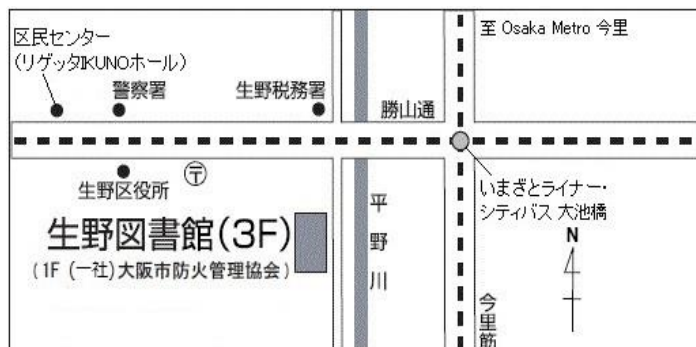 区民センター
(リゲッタIKUNOホール)
警察署
生野税務署
勝山通
至 Osaka Metro 今里
生野区役所
〒
いまざとライナー・
シティバス 大池橋
生野図書館(3F)
(1F (一社)大阪市防火管理協会)
平野川
N
今里筋